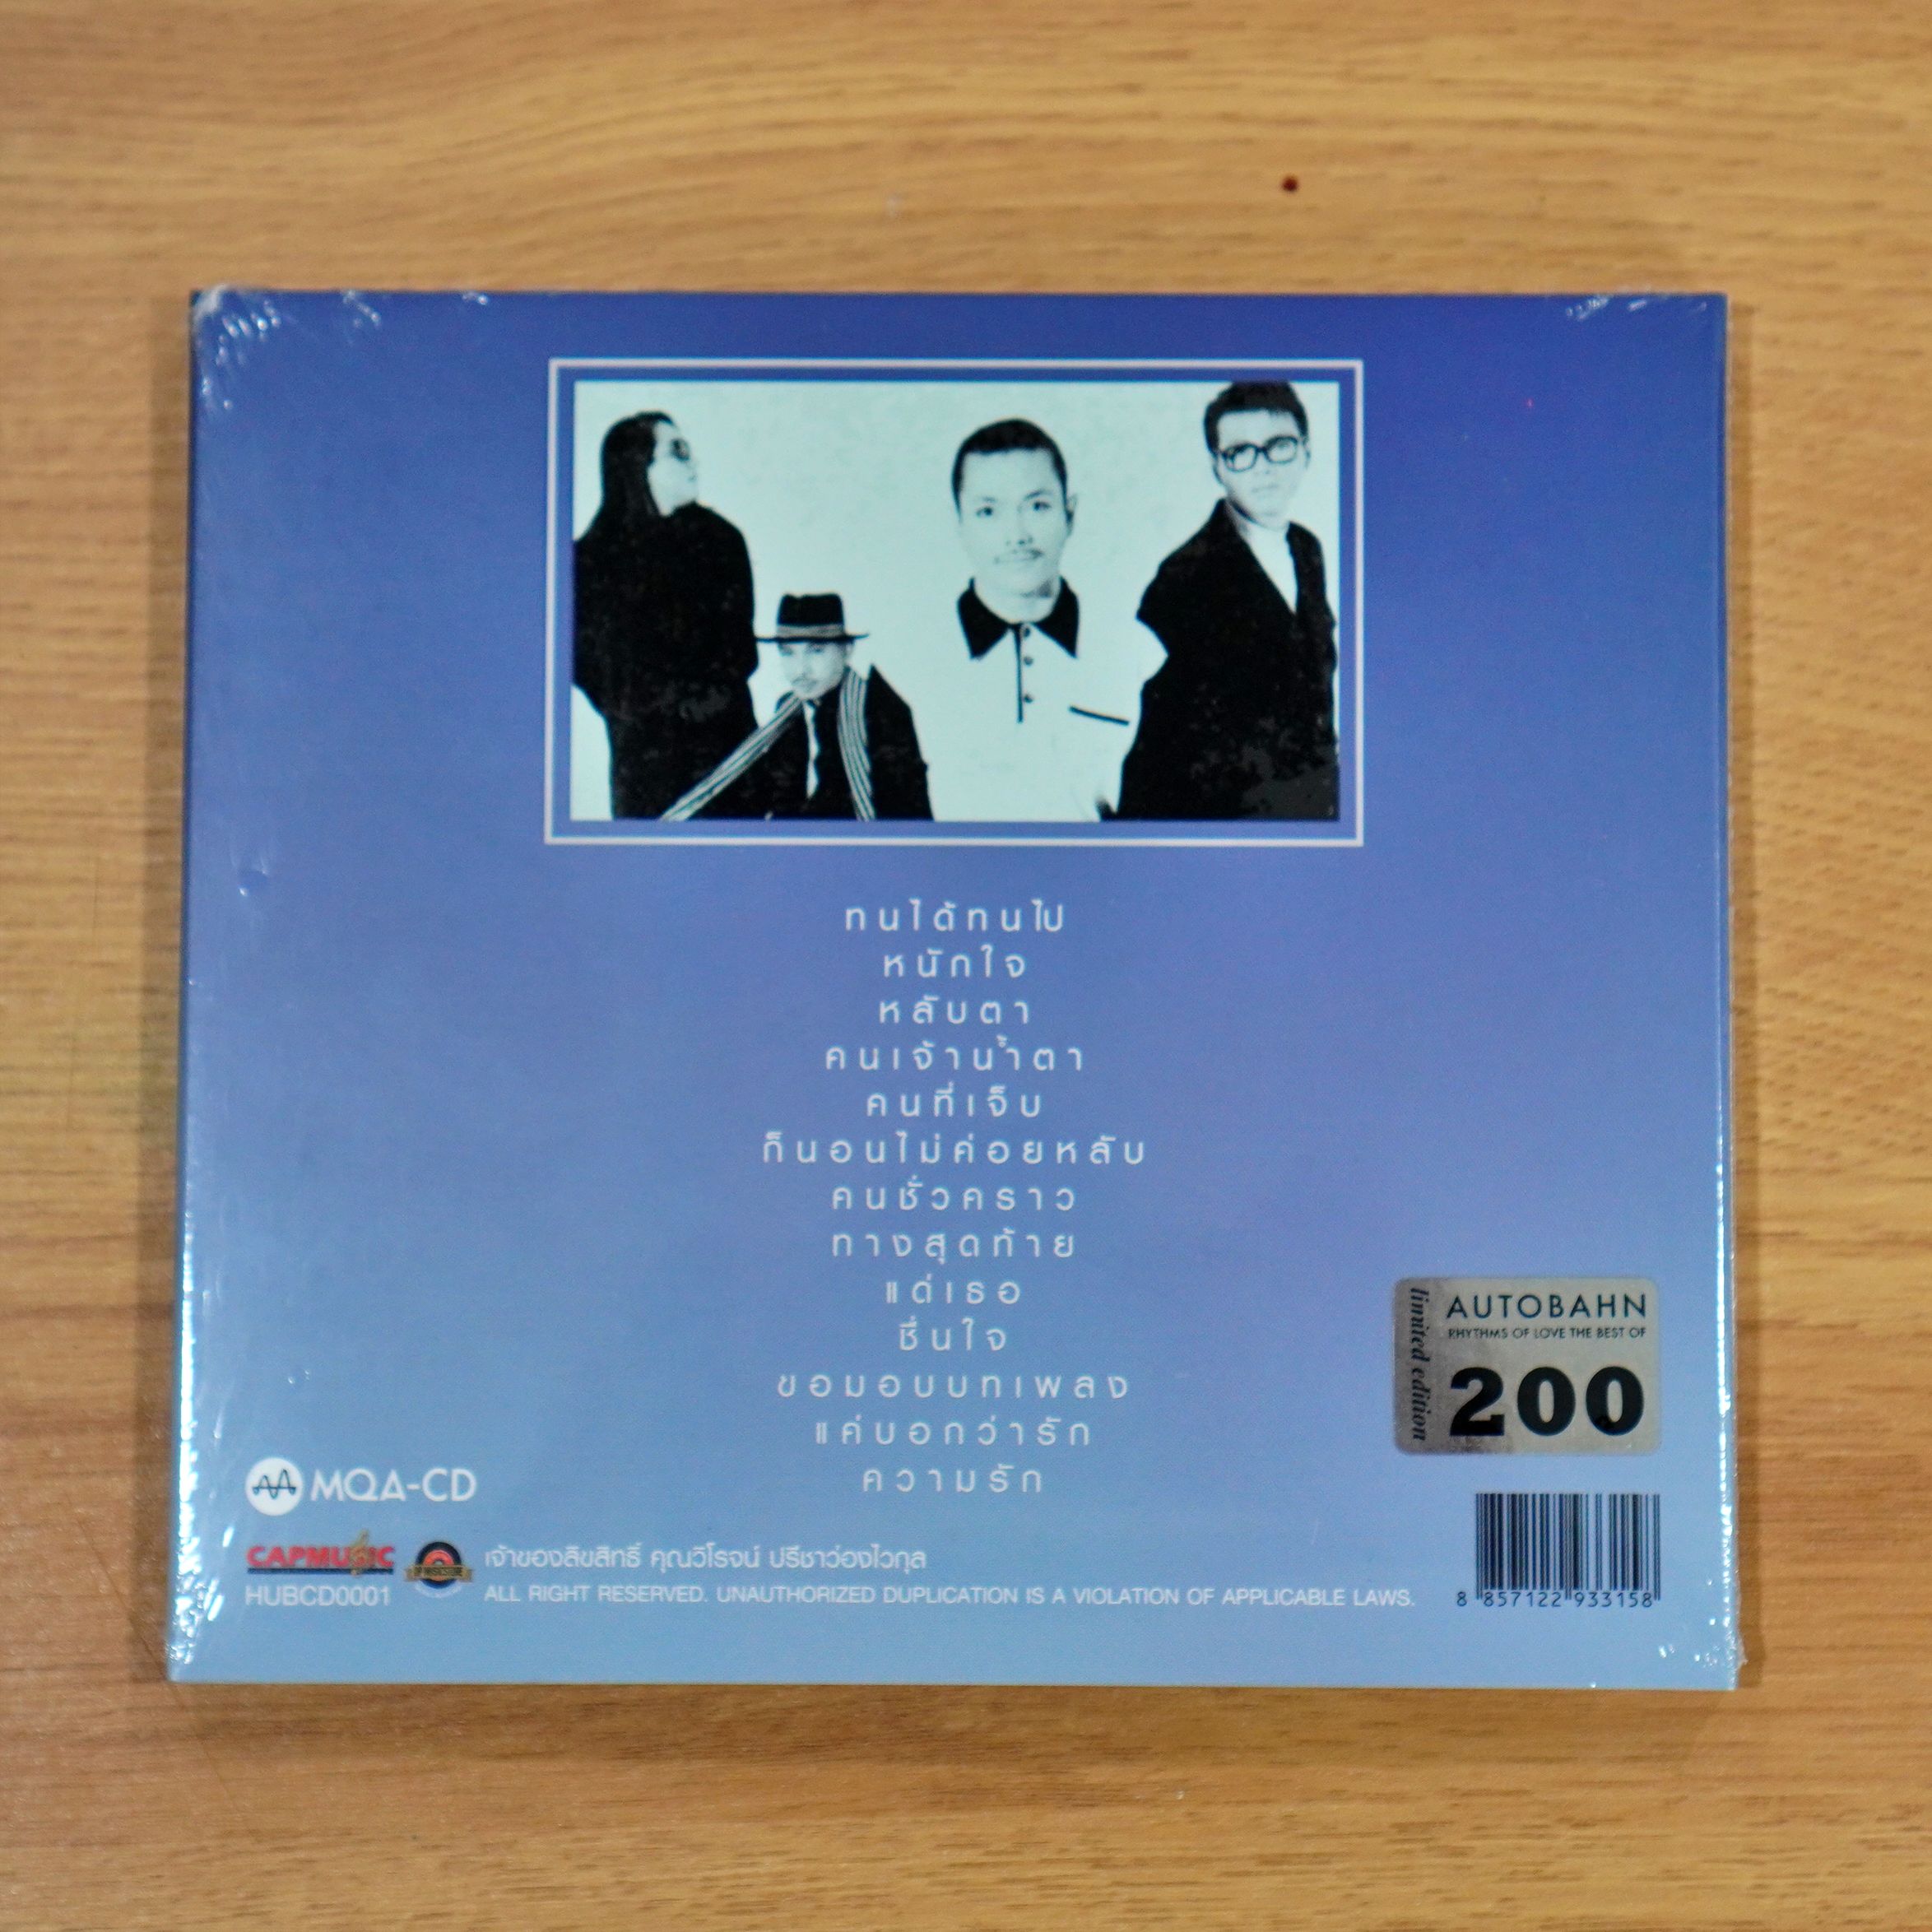 ทนได้ทนไป
หนักใจ
หลับตา
คนเจ้าน้ำตา
คนที่เจ็บ
ก็นอนไม่ค่อยหลับ
คนชั่วคราว
ทางสุดท้าย
แด่เธอ
ชื่นใจ
ขอมอบบทเพลง
แค่บอกว่ารัก
ความรัก
limited edition
AUTOBAHN
RHYTHMS OF LOVE THE BEST OF
200
MQA-CD
CAPMUSIC
HUBCD0001
เจ้าของลิขสิทธิ์ คุณวิโรจน์ ปรีชาว่องไวกุล
ALL RIGHT RESERVED. UNAUTHORIZED DUPLICATION IS A VIOLATION OF APPLICABLE LAWS.
8 857122 933158